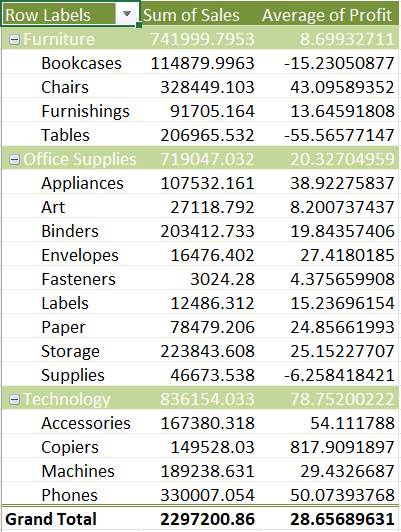 Row Labels Sum of Sales Average of Profit
Furniture 741999.7953 8.69932711
Bookcases 114879.9963 -15.23050877
Chairs 328449.103 43.09589352
Furnishings 91705.164 13.64591808
Tables 206965.532 -55.56577147
Office Supplies 719047.032 20.32704959
Appliances 107532.161 38.92275837
Art 27118.792 8.200737437
Binders 203412.733 19.84357406
Envelopes 16476.402 27.4180185
Fasteners 3024.28 4.375659908
Labels 12486.312 15.23696154
Paper 78479.206 24.85661993
Storage 223843.608 25.15227707
Supplies 46673.538 -6.258418421
Technology 836154.033 78.75200222
Accessories 167380.318 54.111788
Copiers 149528.03 817.9091897
Machines 189238.631 29.4326687
Phones 330007.054 50.07393768
Grand Total 2297200.86 28.65689631